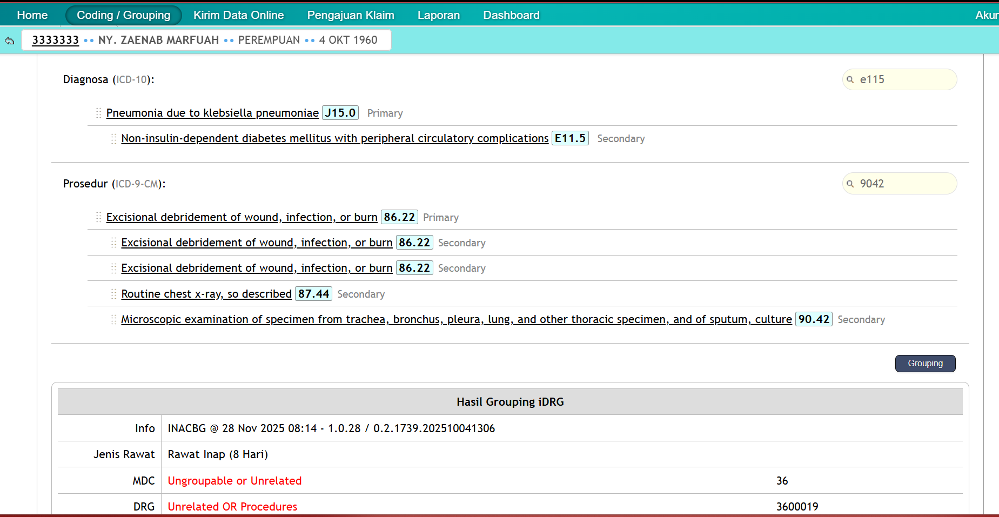 Home Coding / Grouping Kirim Data Online Pengajuan Klaim Laporan Dashboard Akun
3333333 •• NY. ZAENAB MARFUAH •• PEREMPUAN •• 4 OKT 1960
Diagnosa (ICD-10): e115
Pneumonia due to klebsiella pneumoniae J15.0 Primary
Non-insulin-dependent diabetes mellitus with peripheral circulatory complications E11.5 Secondary
Prosedur (ICD-9-CM): 9042
Excisional debridement of wound, infection, or burn 86.22 Primary
Excisional debridement of wound, infection, or burn 86.22 Secondary
Excisional debridement of wound, infection, or burn 86.22 Secondary
Routine chest x-ray, so described 87.44 Secondary
Microscopic examination of specimen from trachea, bronchus, pleura, lung, and other thoracic specimen, and of sputum, culture 90.42 Secondary
Grouping
Hasil Grouping iDRG
Info INACBG @ 28 Nov 2025 08:14 - 1.0.28 / 0.2.1739.202510041306
Jenis Rawat Rawat Inap (8 Hari)
MDC Ungroupable or Unrelated 36
DRG Unrelated OR Procedures 3600019